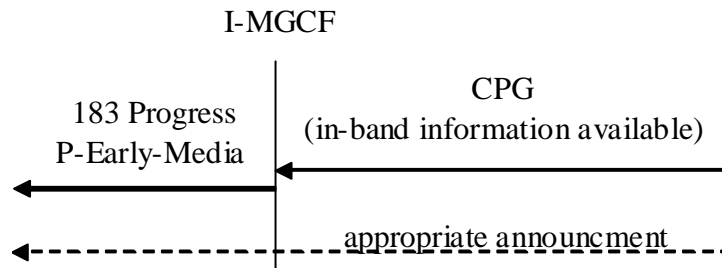 I-MGCF
183 Progress
P-Early-Media
CPG
(in-band information available)
appropriate announcment